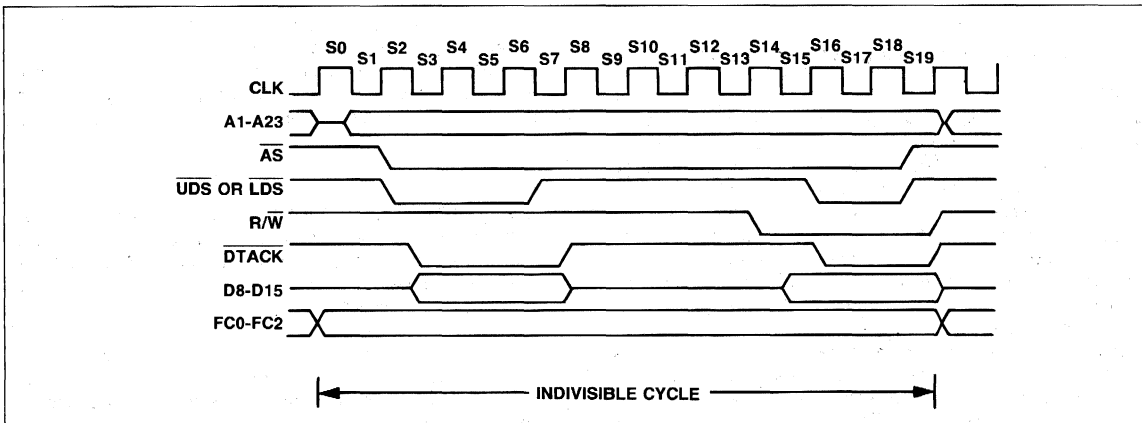 S0 S2 S4 S6 S8 S10 S12 S14 S16 S18
S1 S3 S5 S7 S9 S11 S13 S15 S17 S19
CLK
A1-A23
AS
UDS OR LDS
R/W
DTACK
D8-D15
FC0-FC2
INDIVISIBLE CYCLE